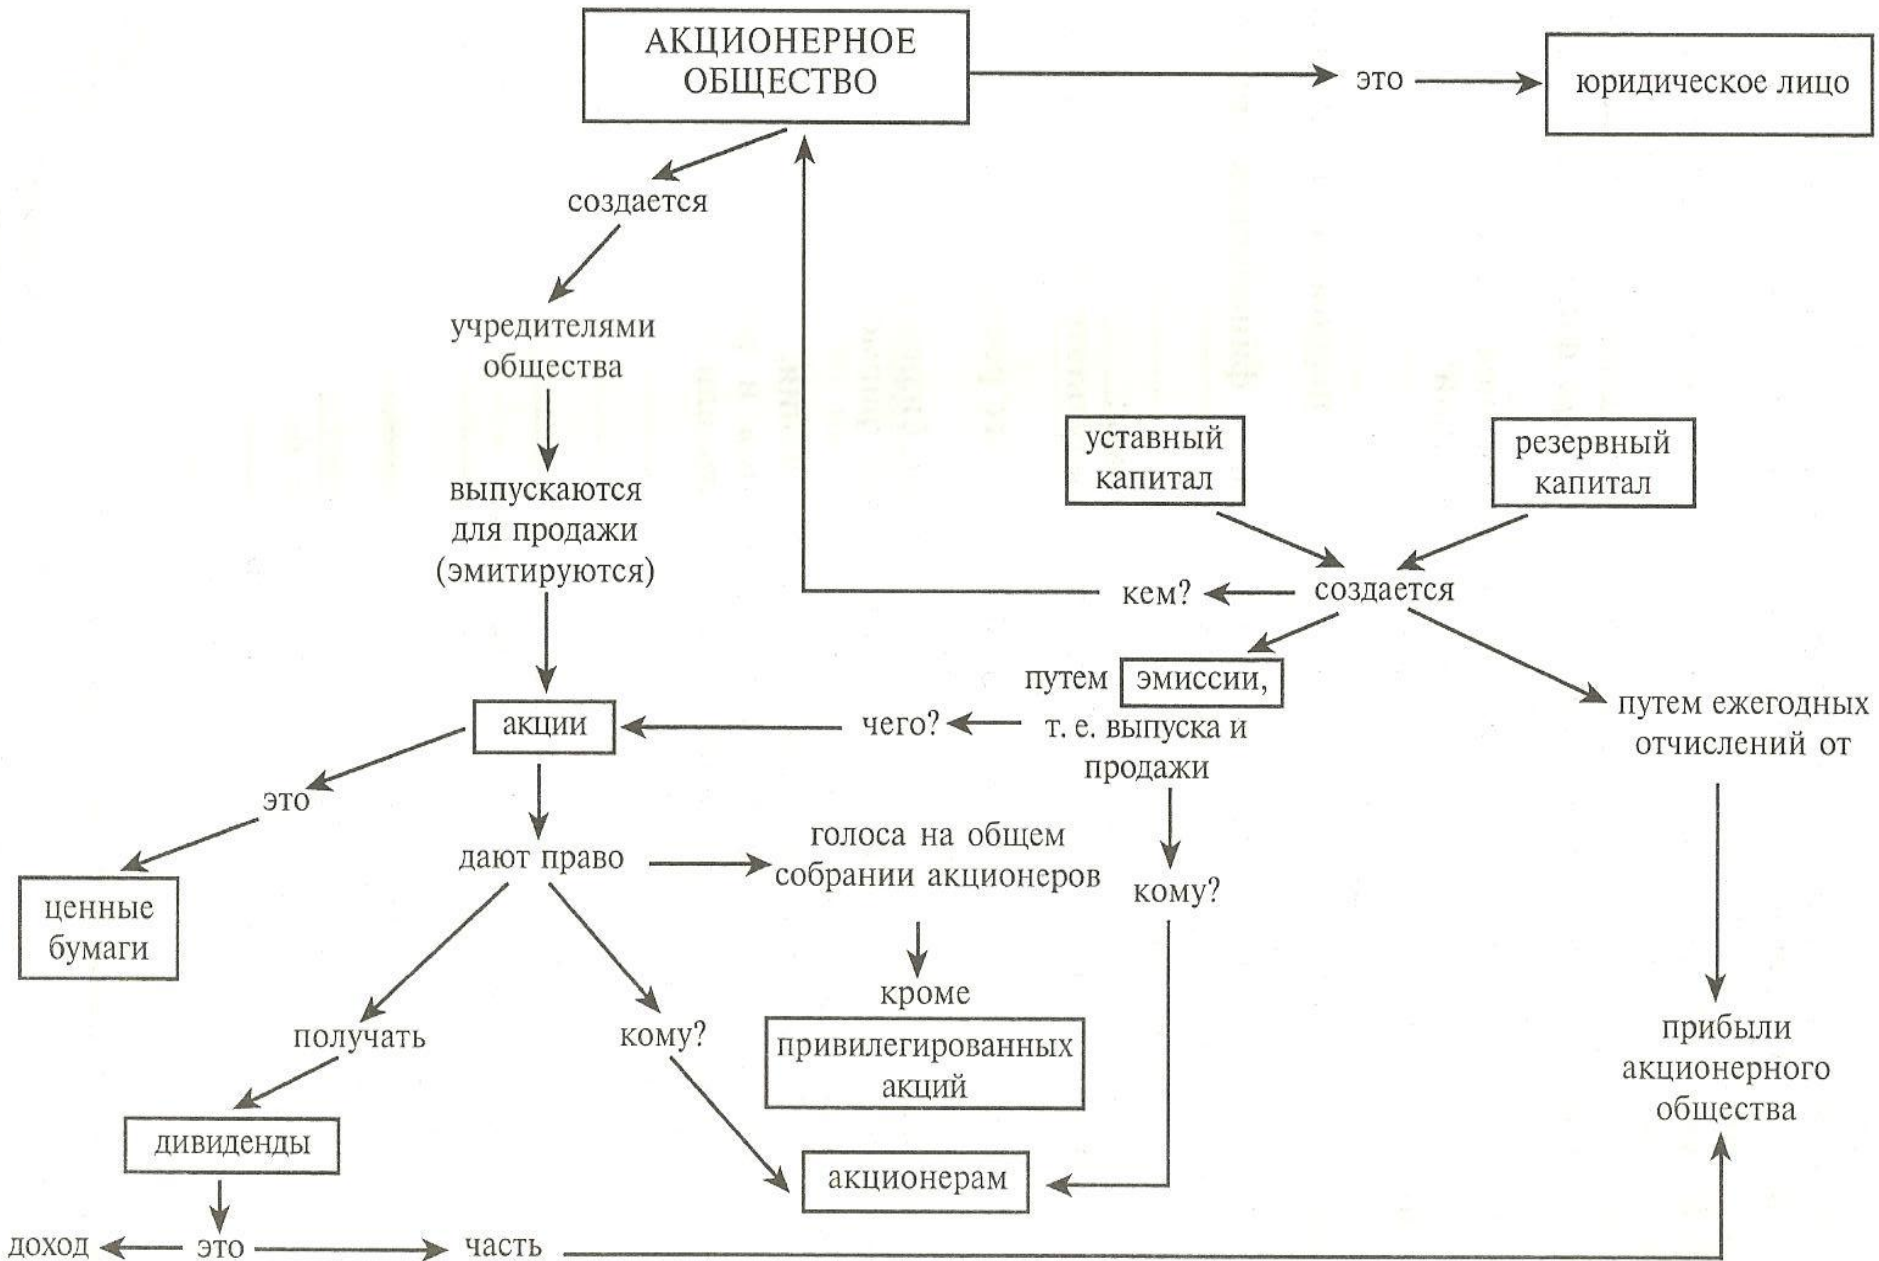 АКЦИОНЕРНОЕ
ОБЩЕСТВО
это
юридическое лицо
создается
учредителями
общества
выпускаются
для продажи
(эмитируются)
уставный
капитал
резервный
капитал
кем?
создается
путем эмиссии,
т. е. выпуска и
продажи
чего?
акции
путем ежегодных
отчислений от
это
ценные
бумаги
дают право
голоса на общем
собрании акционеров
кому?
кроме
привилегированных
акций
получать
кому?
прибыли
акционерного
общества
дивиденды
акционерам
доход
это
часть